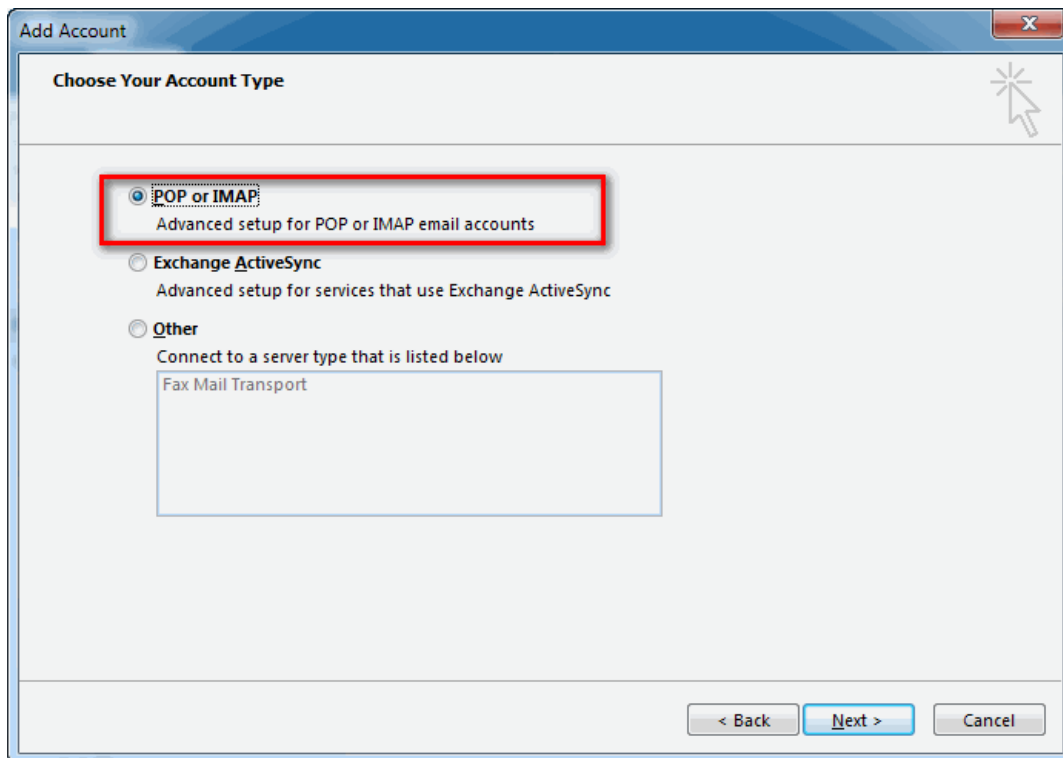 Add Account
Choose Your Account Type
POP or IMAP
Advanced setup for POP or IMAP email accounts
Exchange ActiveSync
Advanced setup for services that use Exchange ActiveSync
Other
Connect to a server type that is listed below
Fax Mail Transport
< Back Next > Cancel